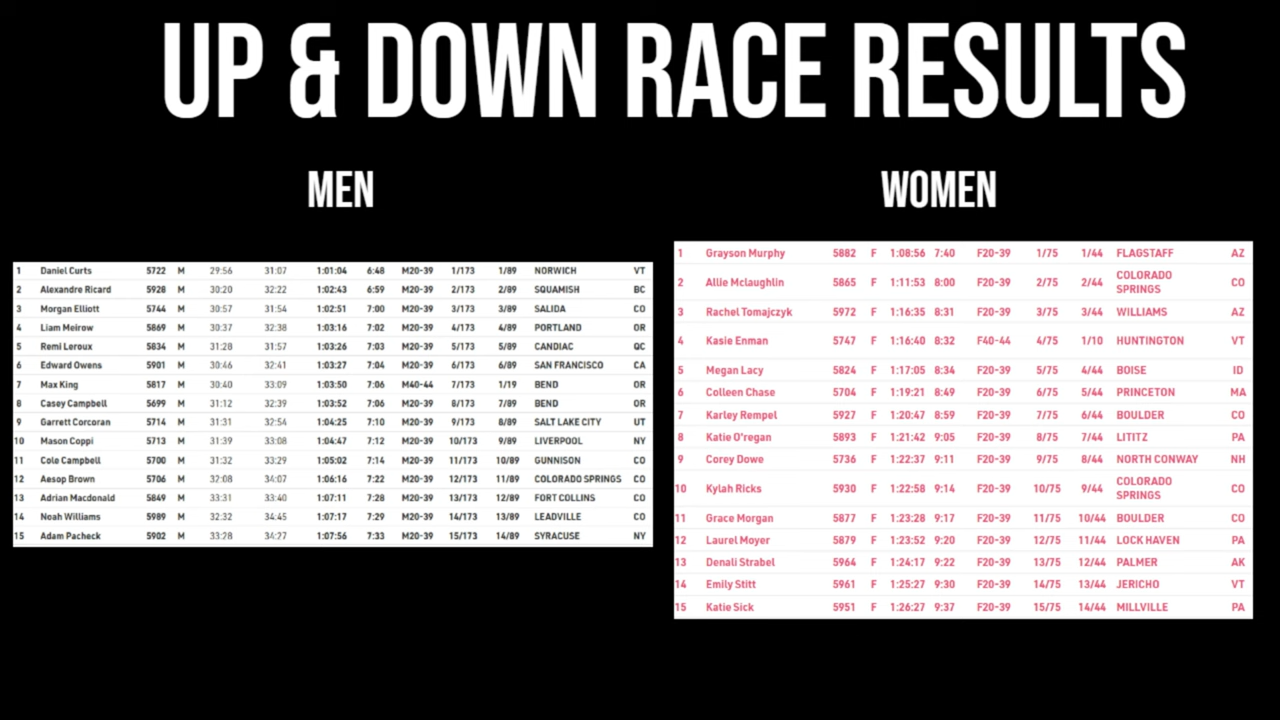 UP & DOWN RACE RESULTS
MEN
1 Daniel Curts 5722 M 29:56 31:07 1:01:04 6:48 M20-39 1/173 1/89 NORWICH VT
2 Alexandre Ricard 5928 M 30:20 32:22 1:02:43 6:59 M20-39 2/173 2/89 SQUAMISH BC
3 Morgan Elliott 5744 M 30:57 31:54 1:02:51 7:00 M20-39 3/173 3/89 SALIDA CO
4 Liam Meirow 5869 M 30:37 32:38 1:03:16 7:02 M20-39 4/173 4/89 PORTLAND OR
5 Remi Leroux 5834 M 31:28 31:57 1:03:26 7:03 M20-39 5/173 5/89 CANDIAC QC
6 Edward Owens 5901 M 30:46 32:41 1:03:27 7:04 M20-39 6/173 6/89 SAN FRANCISCO CA
7 Max King 5817 M 30:40 33:09 1:03:50 7:06 M40-44 7/173 1/19 BEND OR
8 Casey Campbell 5699 M 31:12 32:39 1:03:52 7:06 M20-39 8/173 7/89 BEND OR
9 Garrett Corcoran 5714 M 31:31 32:54 1:04:25 7:10 M20-39 9/173 8/89 SALT LAKE CITY UT
10 Mason Coppi 5713 M 31:39 33:08 1:04:47 7:12 M20-39 10/173 9/89 LIVERPOOL NY
11 Cole Campbell 5700 M 31:32 33:29 1:05:02 7:14 M20-39 11/173 10/89 GUNNISON CO
12 Aesop Brown 5706 M 32:08 34:07 1:06:16 7:22 M20-39 12/173 11/89 COLORADO SPRINGS CO
13 Adrian Macdonald 5849 M 33:31 33:40 1:07:11 7:28 M20-39 13/173 12/89 FORT COLLINS CO
14 Noah Williams 5989 M 32:32 34:45 1:07:17 7:29 M20-39 14/173 13/89 LEADVILLE CO
15 Adam Pacheck 5902 M 33:28 34:27 1:07:56 7:33 M20-39 15/173 14/89 SYRACUSE NY
WOMEN
1 Grayson Murphy 5882 F 1:08:56 7:40 F20-39 1/75 1/44 FLAGSTAFF AZ
2 Allie Mclaughlin 5865 F 1:11:53 8:00 F20-39 2/75 2/44 COLORADO SPRINGS CO
3 Rachel Tomajczyk 5972 F 1:16:35 8:31 F20-39 3/75 3/44 WILLIAMS AZ
4 Kasie Enman 5747 F 1:16:40 8:32 F40-44 4/75 1/10 HUNTINGTON VT
5 Megan Lacy 5824 F 1:17:05 8:34 F20-39 5/75 4/44 BOISE ID
6 Colleen Chase 5704 F 1:19:21 8:49 F20-39 6/75 5/44 PRINCETON MA
7 Karley Rempel 5927 F 1:20:47 8:59 F20-39 7/75 6/44 BOULDER CO
8 Katie O'regan 5893 F 1:21:42 9:05 F20-39 8/75 7/44 LITITZ PA
9 Corey Dowe 5736 F 1:22:37 9:11 F20-39 9/75 8/44 NORTH CONWAY NH
10 Kylah Ricks 5930 F 1:22:58 9:14 F20-39 10/75 9/44 COLORADO SPRINGS CO
11 Grace Morgan 5877 F 1:23:28 9:17 F20-39 11/75 10/44 BOULDER CO
12 Laurel Moyer 5879 F 1:23:52 9:20 F20-39 12/75 11/44 LOCK HAVEN PA
13 Denali Strabel 5964 F 1:24:17 9:22 F20-39 13/75 12/44 PALMER AK
14 Emily Stitt 5961 F 1:25:27 9:30 F20-39 14/75 13/44 JERICHO VT
15 Katie Sick 5951 F 1:26:27 9:37 F20-39 15/75 14/44 MILLVILLE PA